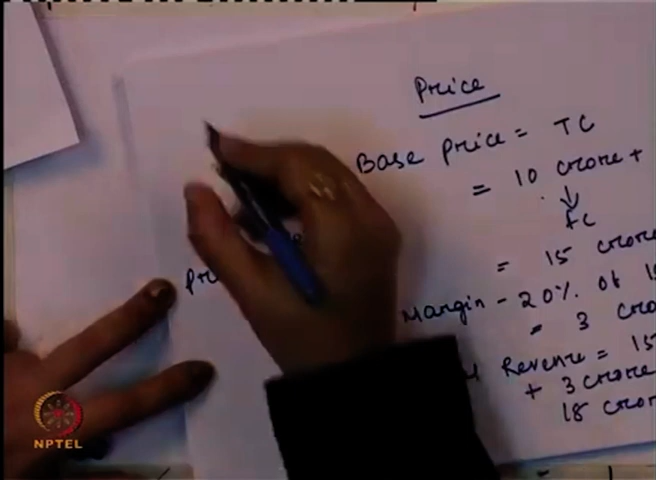 Price
Base price = TC
= 10 crore +
↓
fc
= 15 crore
Margin - 20% of
= 3
Revenue = 15
+ 3 crore
18 crore
NPTEL